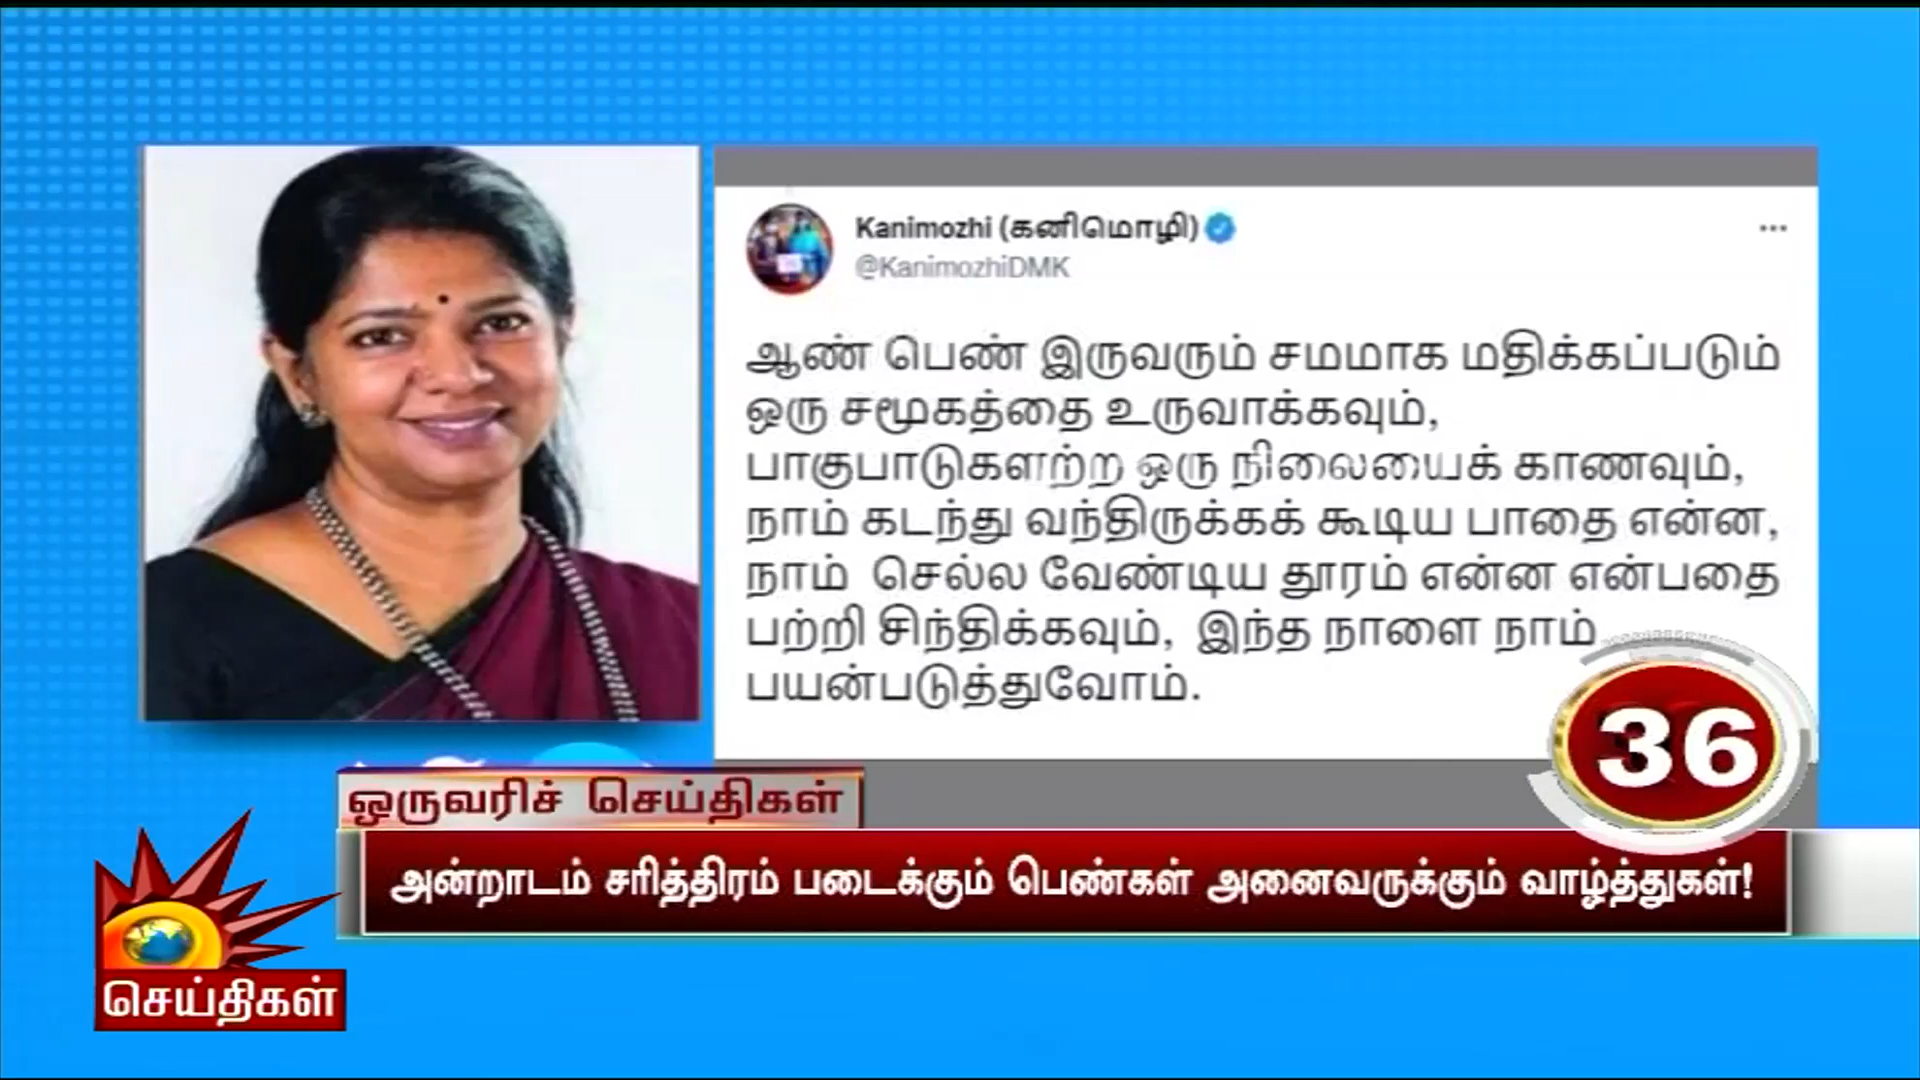 Kanimozhi (கனிமொழி)
@KanimozhiDMK
ஆண் பெண் இருவரும் சமமாக மதிக்கப்படும்
ஒரு சமூகத்தை உருவாக்கவும்,
பாகுபாடுகளற்ற ஒரு நிலையைக் காணவும்,
நாம் கடந்து வந்திருக்கக் கூடிய பாதை என்ன,
நாம் செல்ல வேண்டிய தூரம் என்ன என்பதை
பற்றி சிந்திக்கவும், இந்த நாளை நாம்
பயன்படுத்துவோம்.
36
ஒருவரிச் செய்திகள்
அன்றாடம் சரித்திரம் படைக்கும் பெண்கள் அனைவருக்கும் வாழ்த்துகள்!
செய்திகள்